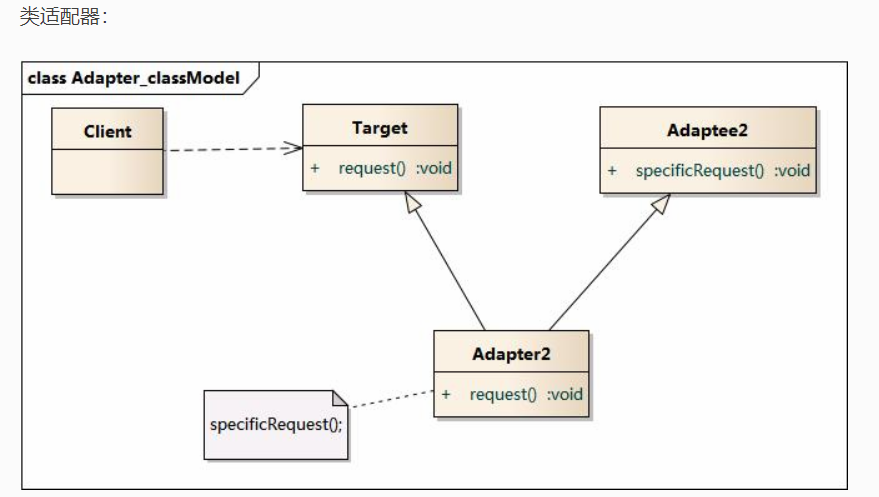 类适配器：
class Adapter_classModel
Client
Target
+ request() :void
Adaptee2
+ specificRequest() :void
Adapter2
+ request() :void
specificRequest();